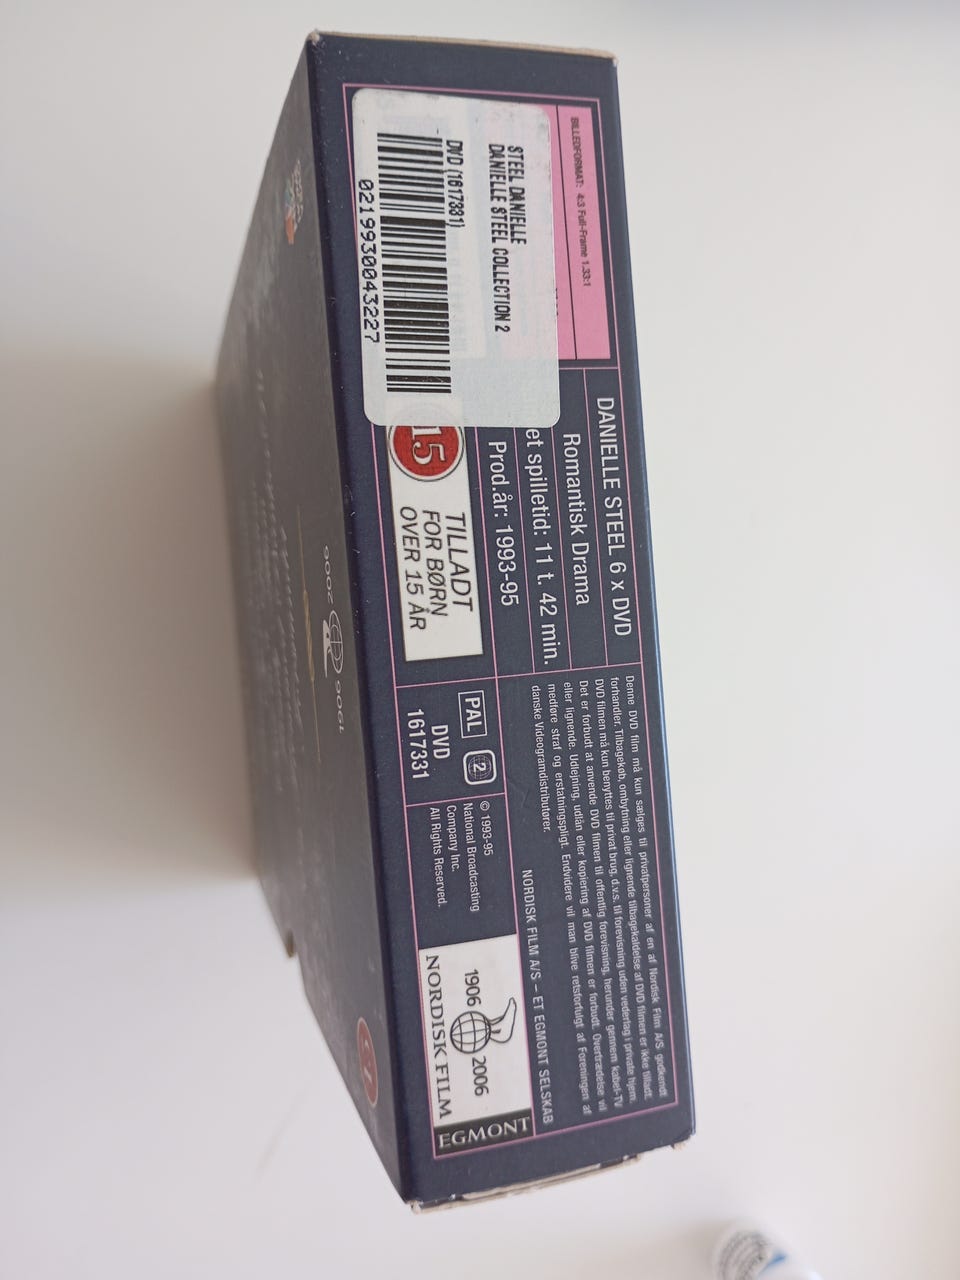 BILLEDFORMAT: 4:3 Full-Frame 1.33:1
STEEL DANIELLE
DANIELLE STEEL COLLECTION 2
DVD (1617331)
0219930043227
DANIELLE STEEL 6 x DVD
Romantisk Drama
et spilletid: 11 t. 42 min.
Prod.år: 1993-95
15
TILLADT
FOR BØRN
OVER 15 ÅR
Denne DVD film må kun sælges til privatpersoner af en af Nordisk Film A/S godkendt
forhandler. Tilbagekøb, ombytning eller lignende tilbagekaldelse af DVD filmen er ikke tilladt.
DVD filmen må kun benyttes til privat brug, d.v.s. til forevisning uden vederlag i private hjem.
Det er forbudt at anvende DVD filmen til offentlig forevisning, herunder gennem kabel-TV
eller lignende. Udlejning, udlån eller kopiering af DVD filmen er forbudt. Overtrædelse vil
medføre straf og erstatningspligt. Endvidere vil man blive retsforfulgt af Foreningen af
danske Videogramdistributører.
NORDISK FILM A/S – ET EGMONT SELSKAB
PAL
2
DVD
1617331
© 1993-95
National Broadcasting
Company Inc.
All Rights Reserved.
1906 2006
NORDISK FILM
EGMONT
1906 2006